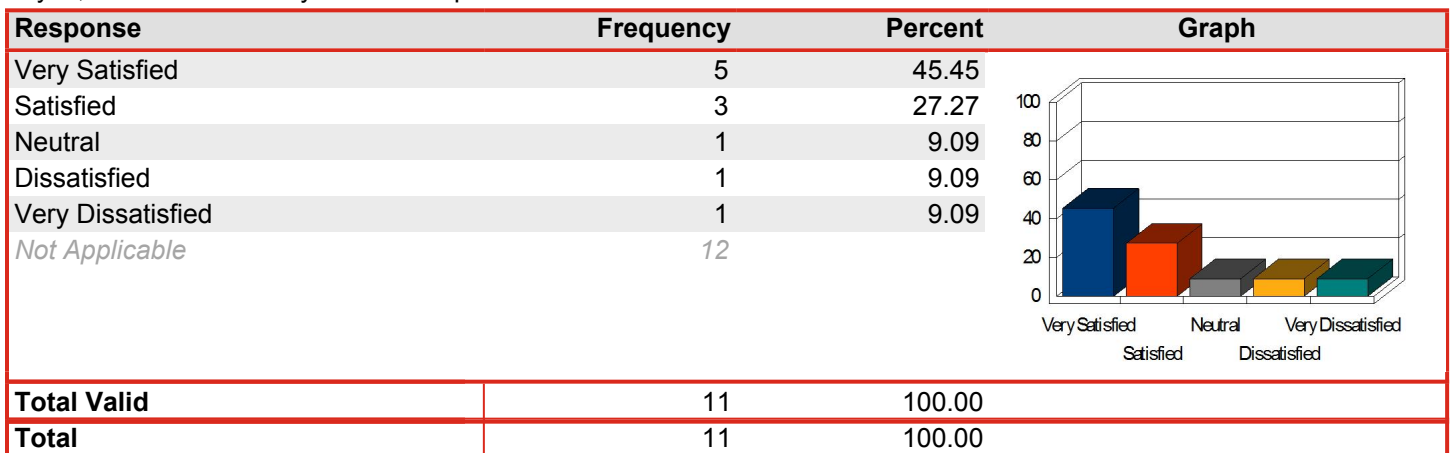 Response Frequency Percent Graph
Very Satisfied 5 45.45
Satisfied 3 27.27
Neutral 1 9.09
Dissatisfied 1 9.09
Very Dissatisfied 1 9.09
Not Applicable 12
100
80
60
40
20
0
Very Satisfied Neutral Very Dissatisfied
Satisfied Dissatisfied
Total Valid 11 100.00
Total 11 100.00